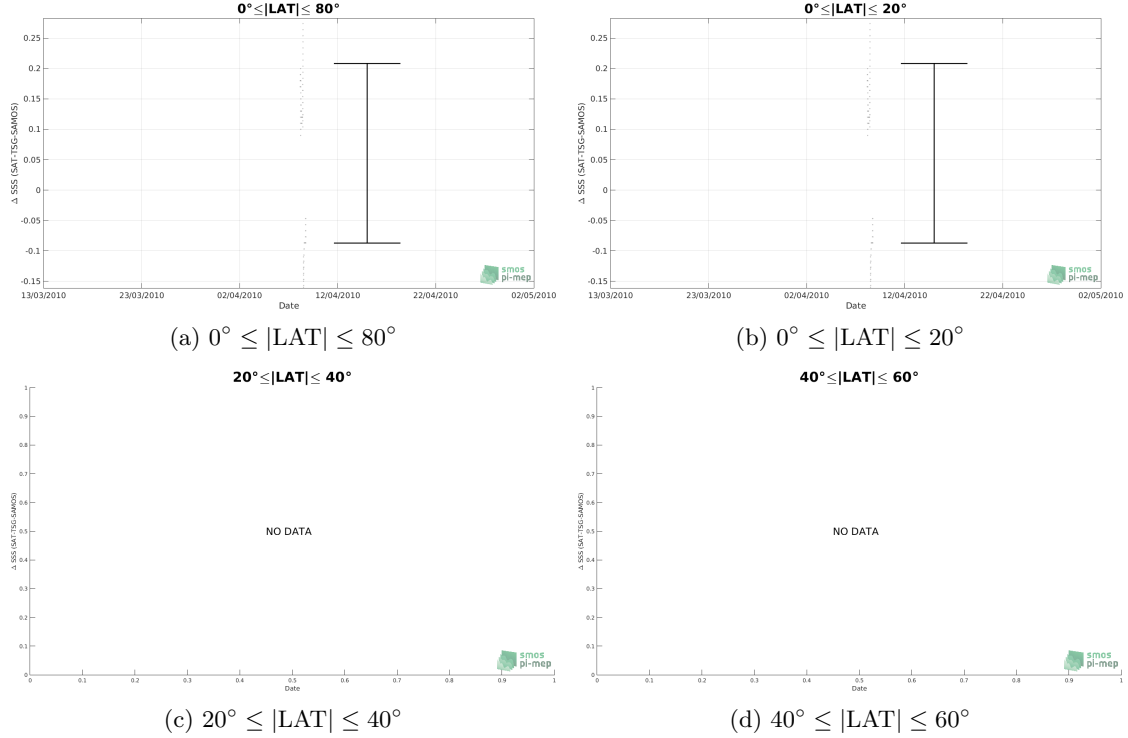 0°≤|LAT|≤ 80°
0.25
0.2
0.15
0.1
0.05
0
-0.05
-0.1
-0.15
Δ SSS (SAT-TSG-SAMOS)
13/03/2010 23/03/2010 02/04/2010 12/04/2010 22/04/2010 02/05/2010
Date
smos
pi-mep
(a) 0° ≤ |LAT| ≤ 80°
0°≤|LAT|≤ 20°
0.25
0.2
0.15
0.1
0.05
0
-0.05
-0.1
-0.15
Δ SSS (SAT-TSG-SAMOS)
13/03/2010 23/03/2010 02/04/2010 12/04/2010 22/04/2010 02/05/2010
Date
smos
pi-mep
(b) 0° ≤ |LAT| ≤ 20°
20°≤|LAT|≤ 40°
1
0.9
0.8
0.7
0.6
0.5
0.4
0.3
0.2
0.1
0
Δ SSS (SAT-TSG-SAMOS)
NO DATA
0 0.1 0.2 0.3 0.4 0.5 0.6 0.7 0.8 0.9 1
Date
smos
pi-mep
(c) 20° ≤ |LAT| ≤ 40°
40°≤|LAT|≤ 60°
1
0.9
0.8
0.7
0.6
0.5
0.4
0.3
0.2
0.1
0
Δ SSS (SAT-TSG-SAMOS)
NO DATA
0 0.1 0.2 0.3 0.4 0.5 0.6 0.7 0.8 0.9 1
Date
smos
pi-mep
(d) 40° ≤ |LAT| ≤ 60°